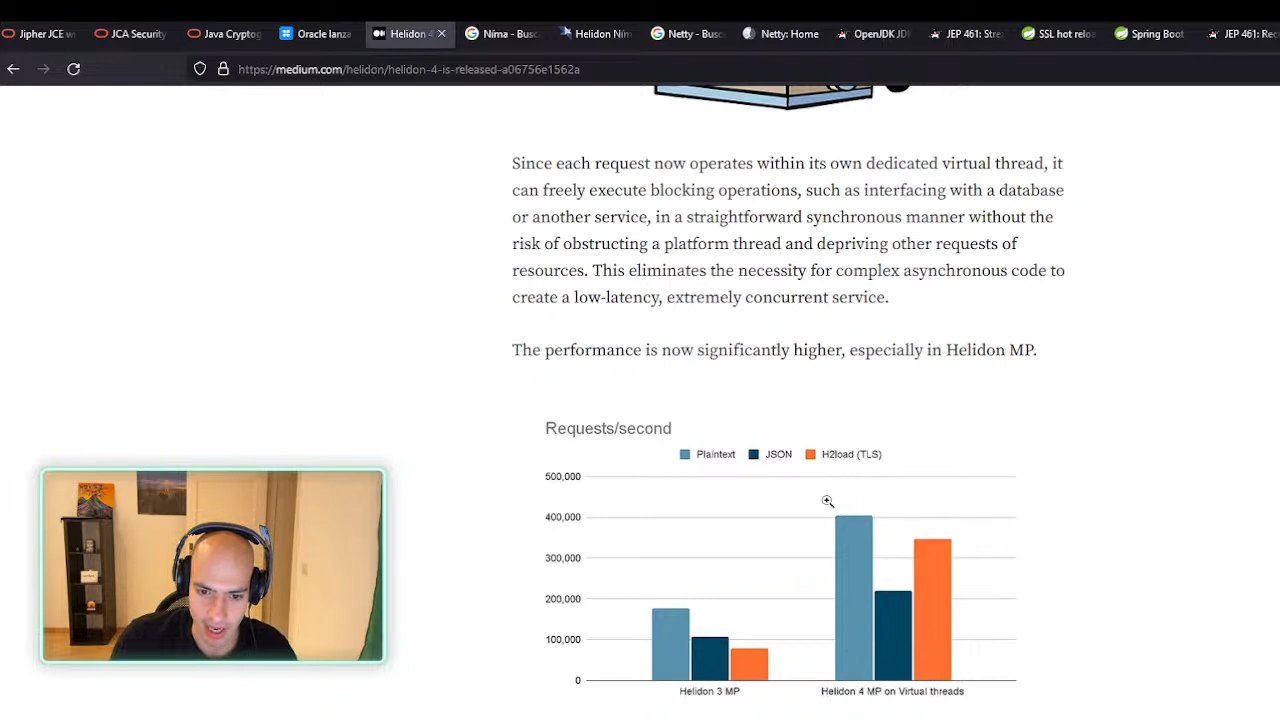 Jipher JCE w
JCA Security
Java Cryptog
Oracle lanza
Helidon 4
Níma - Busc
Helidon Ním
Netty - Busc
Netty: Home
OpenJDK JD
JEP 461: Stre
SSL hot relo
Spring Boot
JEP 461: Rec
https://medium.com/helidon/helidon-4-is-released-a06756e1562a
Since each request now operates within its own dedicated virtual thread, it
can freely execute blocking operations, such as interfacing with a database
or another service, in a straightforward synchronous manner without the
risk of obstructing a platform thread and depriving other requests of
resources. This eliminates the necessity for complex asynchronous code to
create a low-latency, extremely concurrent service.
The performance is now significantly higher, especially in Helidon MP.
Requests/second
Plaintext JSON H2load (TLS)
500,000
400,000
300,000
200,000
100,000
0
Helidon 3 MP Helidon 4 MP on Virtual threads